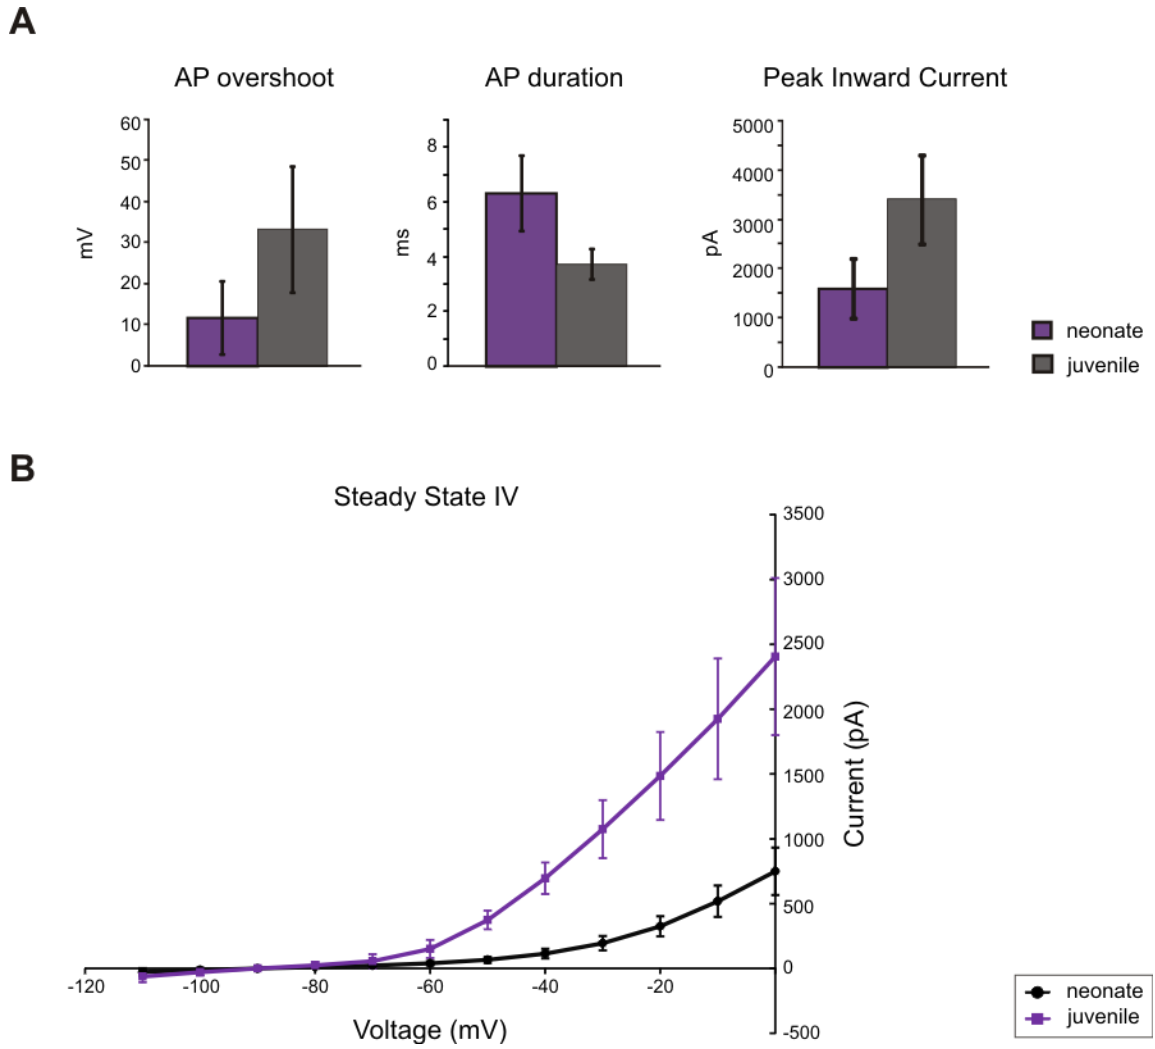 A
AP overshoot
60
50
40
30
20
10
0
mV
AP duration
8
6
4
2
0
ms
Peak Inward Current
5000
4000
3000
2000
1000
0
pA
neonate
juvenile
B
Steady State IV
3500
3000
2500
2000
1500
1000
500
0
-500
Current (pA)
-120 -100 -80 -60 -40 -20
Voltage (mV)
neonate
juvenile